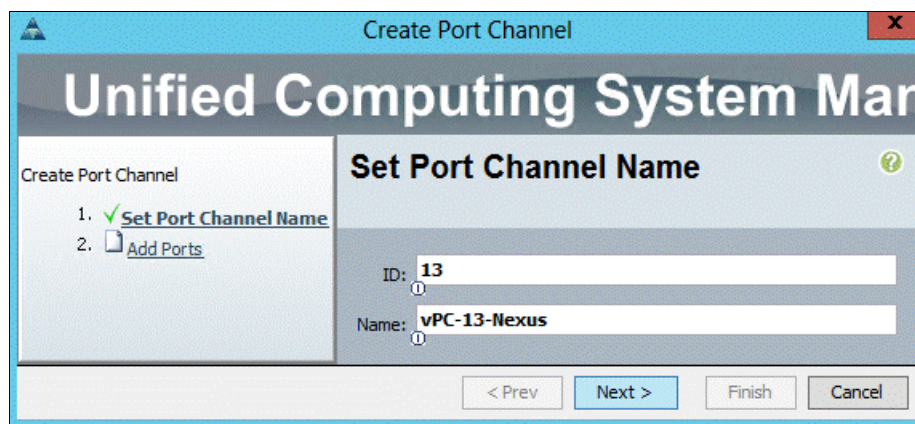 Create Port Channel
X
Unified Computing System Mar
Create Port Channel
1. Set Port Channel Name
2. Add Ports
Set Port Channel Name
?
ID: 13
Name: vPC-13-Nexus
< Prev Next > Finish Cancel